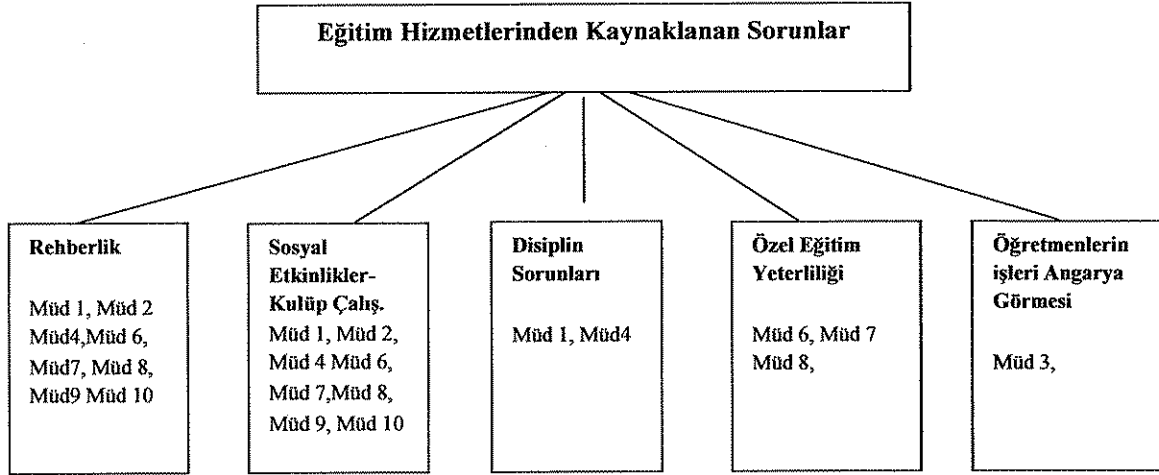 Eğitim Hizmetlerinden Kaynaklanan Sorunlar
Rehberlik
Müd 1, Müd 2
Müd4,Müd 6,
Müd7, Müd 8,
Müd9 Müd 10
Sosyal
Etkinlikler-
Kulüp Çalış.
Müd 1, Müd 2,
Müd 4 Müd 6,
Müd 7,Müd 8,
Müd 9, Müd 10
Disiplin
Sorunları
Müd 1, Müd4
Özel Eğitim
Yeterliliği
Müd 6, Müd 7
Müd 8,
Öğretmenlerin
işleri Angarya
Görmesi
Müd 3,